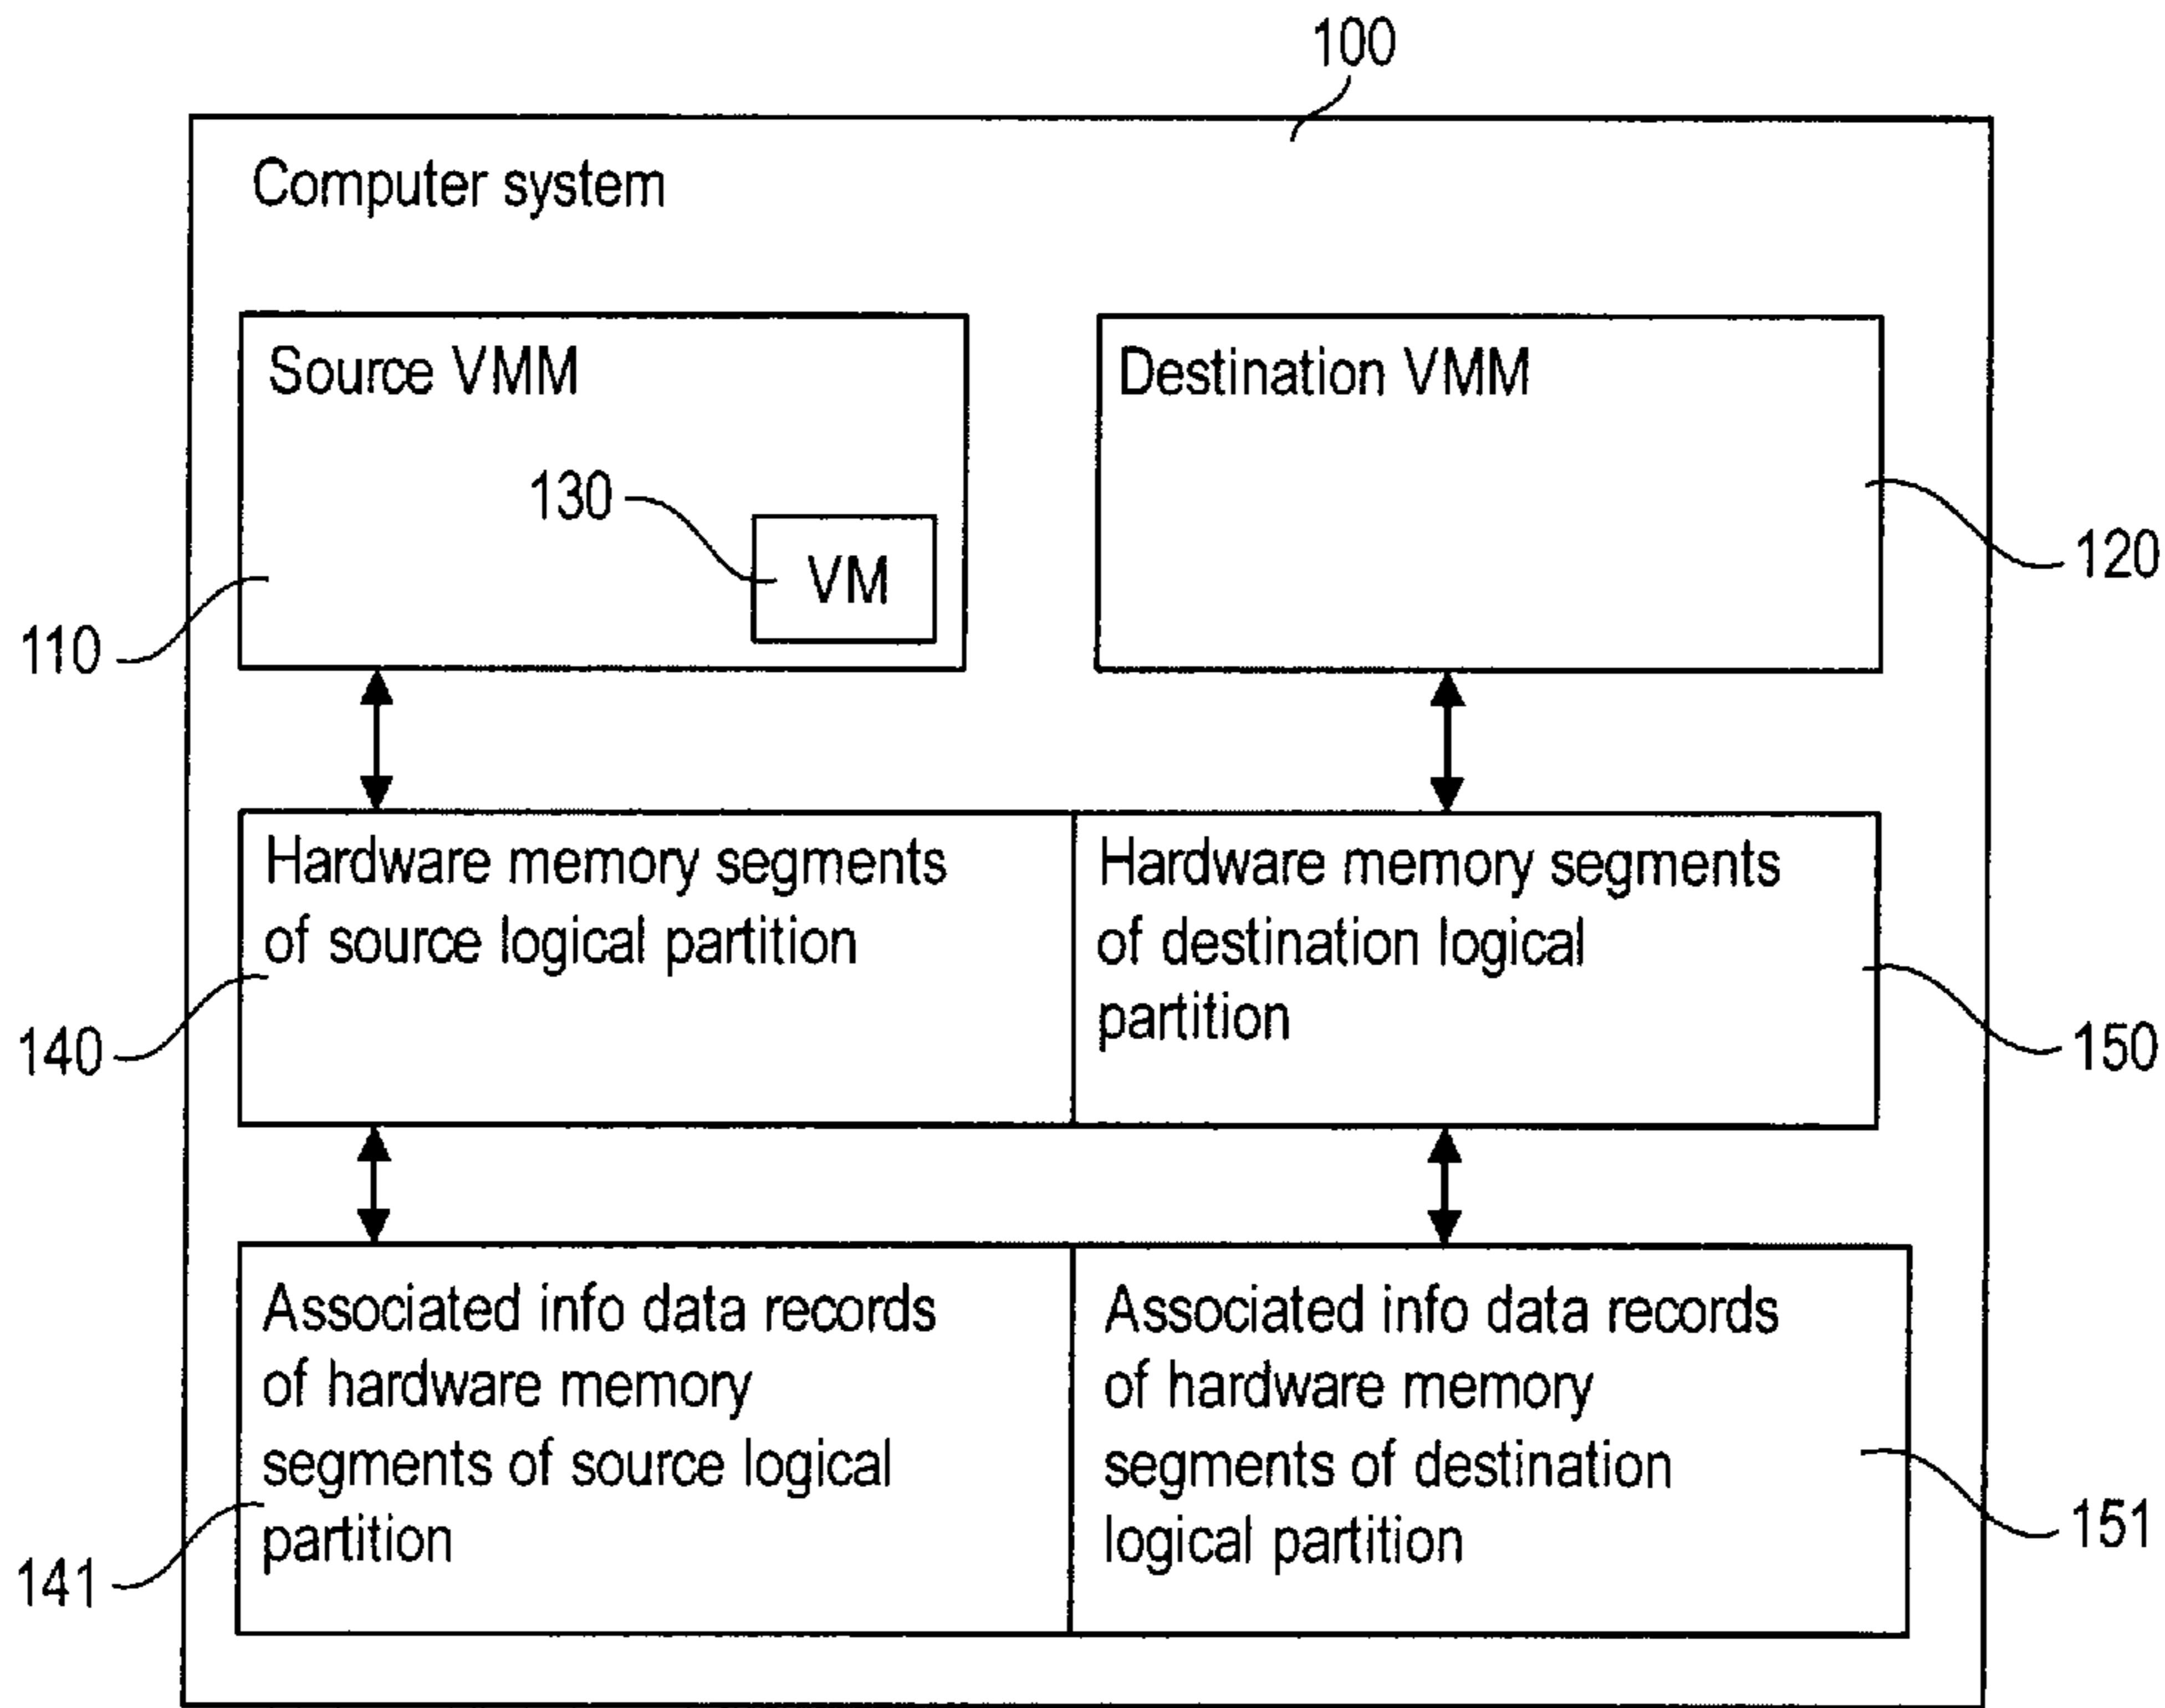 100
Computer system
Source VMM
Destination VMM
130
VM
110
120
Hardware memory segments
of source logical partition
Hardware memory segments
of destination logical
partition
140
150
Associated info data records
of hardware memory
segments of source logical
partition
Associated info data records
of hardware memory
segments of destination
logical partition
141
151